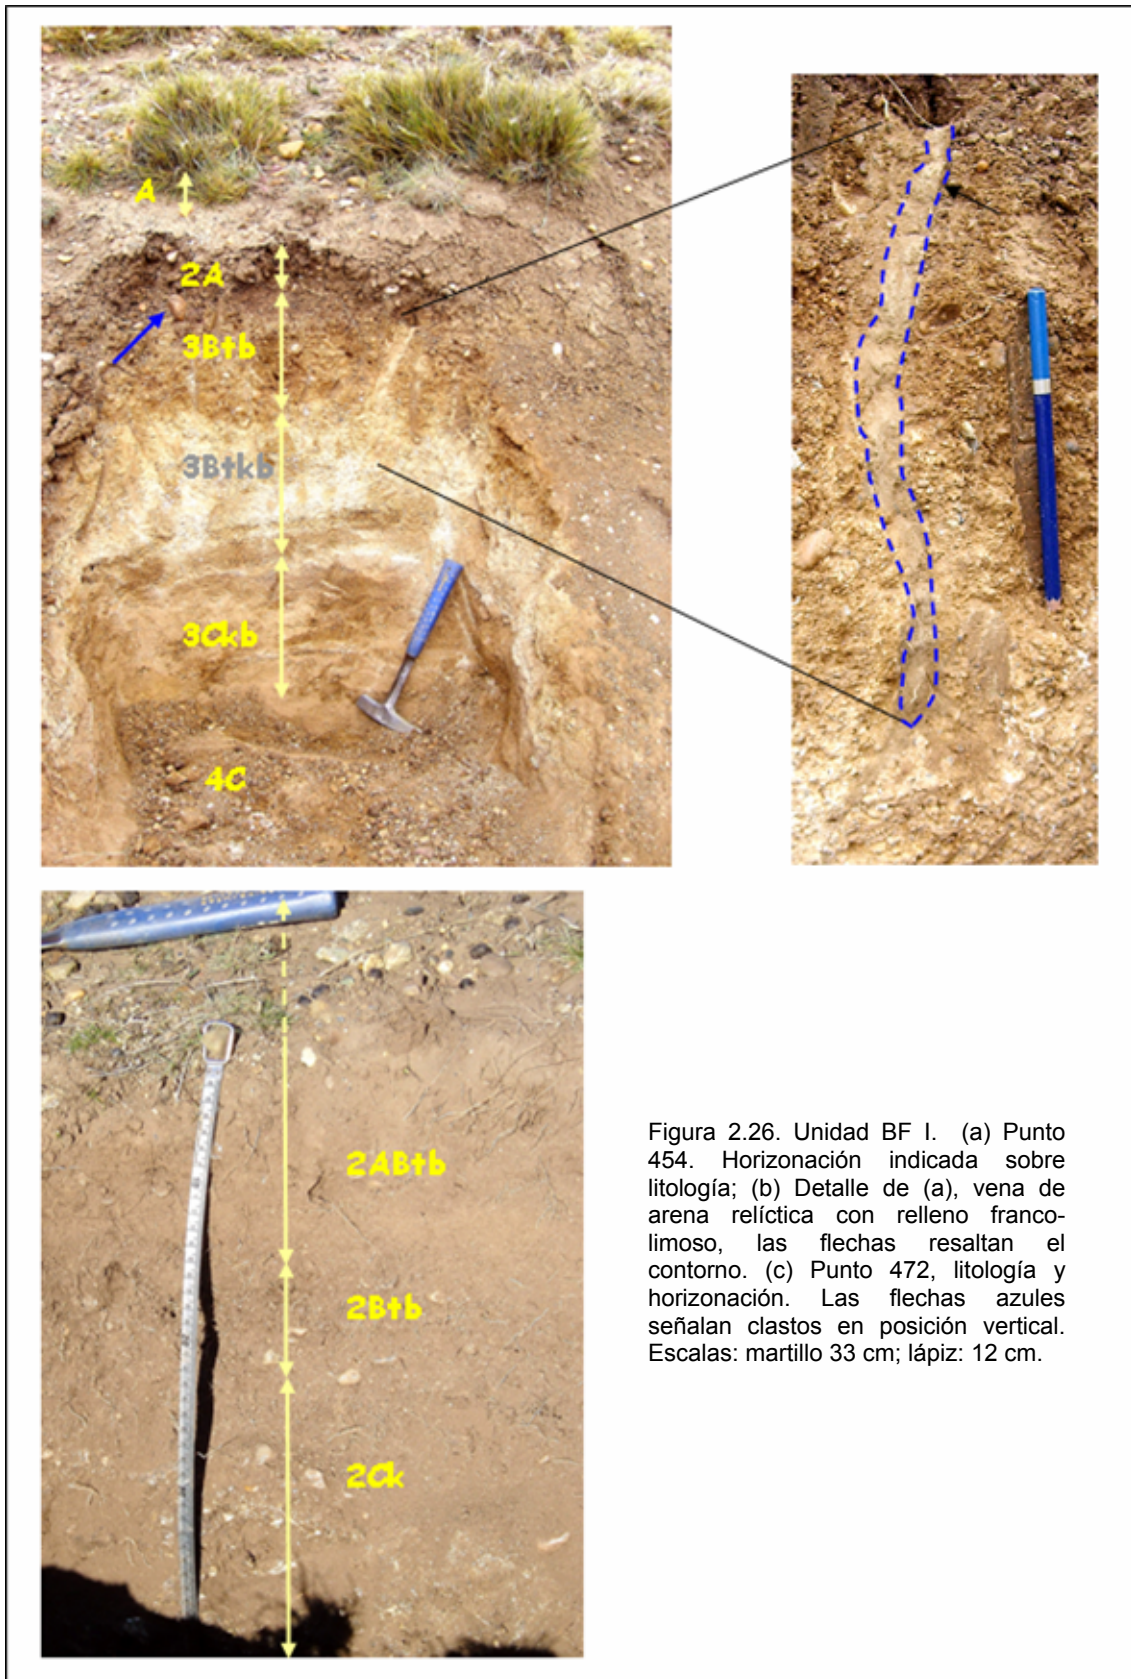 A
2A
3Btb
3Btkb
3Ckb
4C
2ABtb
2Btb
2Ck
Figura 2.26. Unidad BF I. (a) Punto
454. Horizonación indicada sobre
litología; (b) Detalle de (a), vena de
arena relíctica con relleno franco-
limoso, las flechas resaltan el
contorno. (c) Punto 472, litología y
horizonación. Las flechas azules
señalan clastos en posición vertical.
Escalas: martillo 33 cm; lápiz: 12 cm.